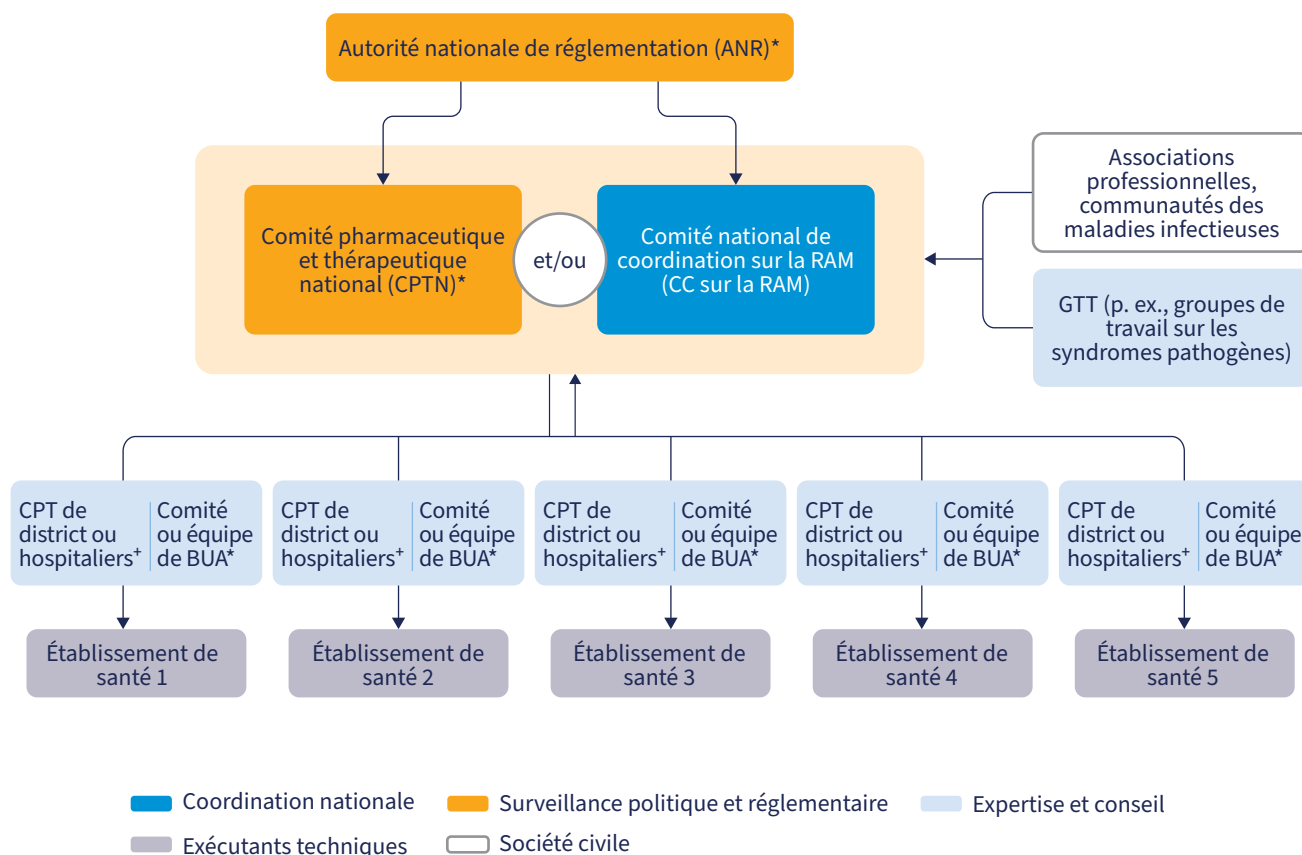 Autorité nationale de réglementation (ANR)*
Comité pharmaceutique
et thérapeutique
national (CPTN)*
et/ou
Comité national de
coordination sur la RAM
(CC sur la RAM)
Associations
professionnelles,
communautés des
maladies infectieuses
GTT (p. ex., groupes de
travail sur les
syndromes pathogènes)
CPT de
district ou
hospitaliers⁺
Comité
ou équipe
de BUA*
CPT de
district ou
hospitaliers⁺
Comité
ou équipe
de BUA*
CPT de
district ou
hospitaliers⁺
Comité
ou équipe
de BUA*
CPT de
district ou
hospitaliers⁺
Comité
ou équipe
de BUA*
CPT de
district ou
hospitaliers⁺
Comité
ou équipe
de BUA*
Établissement de
santé 1
Établissement de
santé 2
Établissement de
santé 3
Établissement de
santé 4
Établissement de
santé 5
Coordination nationale
Surveillance politique et réglementaire
Expertise et conseil
Exécutants techniques
Société civile